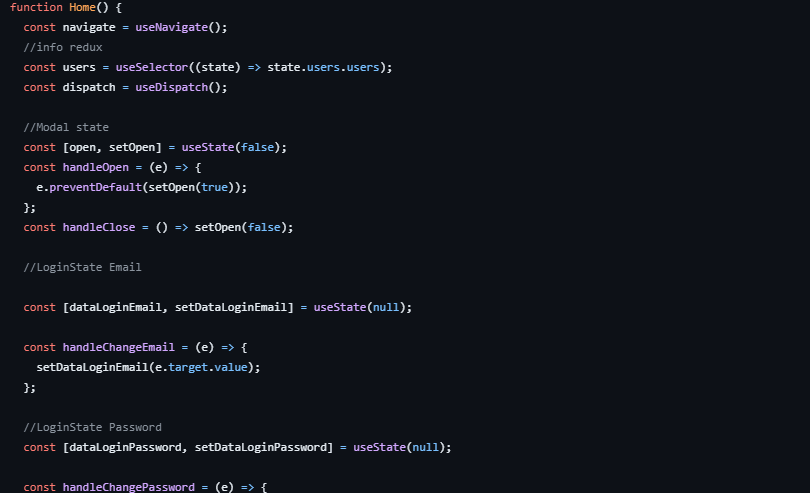 function Home() {
const navigate = useNavigate();
//info redux
const users = useSelector((state) => state.users.users);
const dispatch = useDispatch();
//Modal state
const [open, setOpen] = useState(false);
const handleOpen = (e) => {
e.preventDefault(setOpen(true));
};
const handleClose = () => setOpen(false);
//LoginState Email
const [dataLoginEmail, setDataLoginEmail] = useState(null);
const handleChangeEmail = (e) => {
setDataLoginEmail(e.target.value);
};
//LoginState Password
const [dataLoginPassword, setDataLoginPassword] = useState(null);
const handleChangePassword = (e) => {